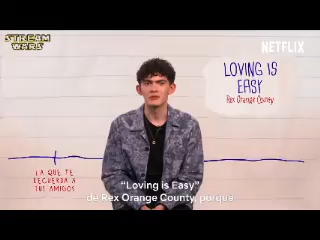 STREAM
WARS
NETFLIX
LOVING IS
EASY
Rex Orange County
LA QUE TE
RECUERDA A
TUS AMIGOS
“Loving is Easy”
de Rex Orange County, porque